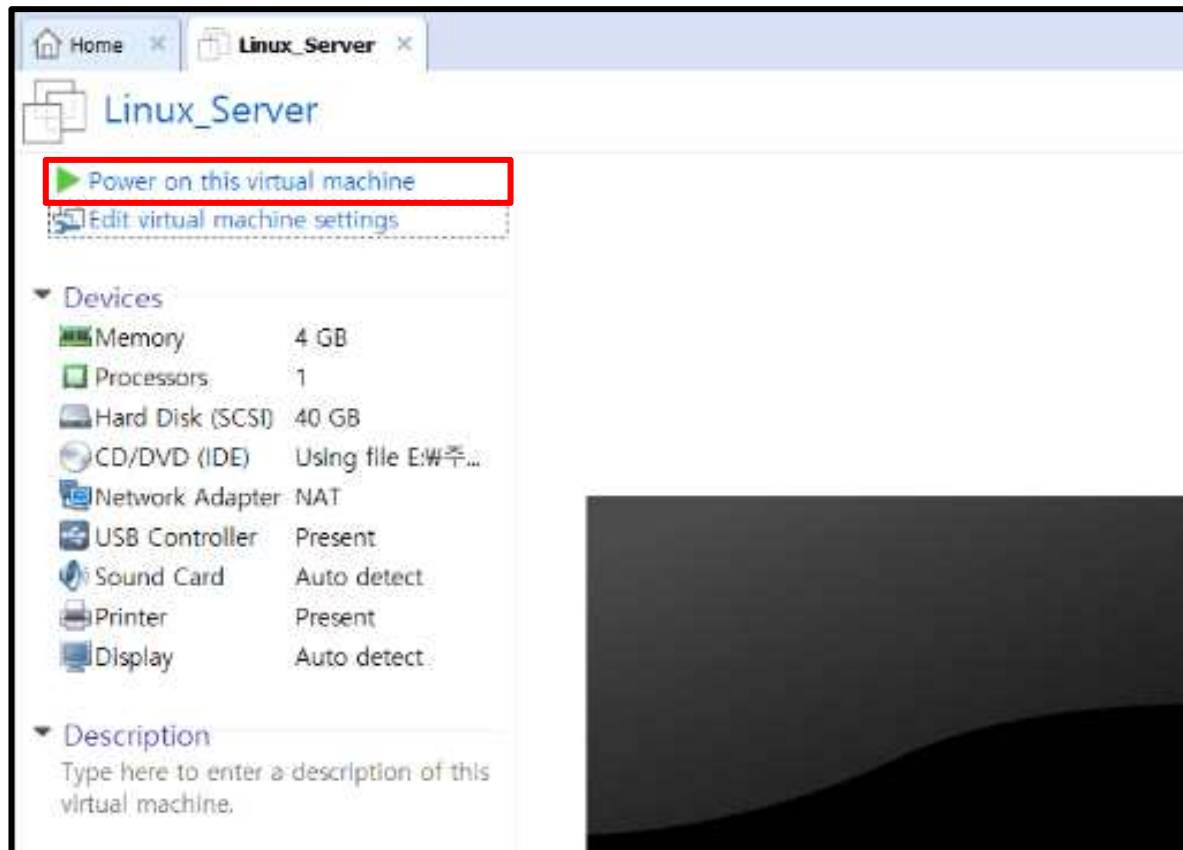 Home
Linux_Server
Linux_Server
Power on this virtual machine
Edit virtual machine settings
Devices
Memory 4 GB
Processors 1
Hard Disk (SCSI) 40 GB
CD/DVD (IDE) Using file E:₩주...
Network Adapter NAT
USB Controller Present
Sound Card Auto detect
Printer Present
Display Auto detect
Description
Type here to enter a description of this
virtual machine.